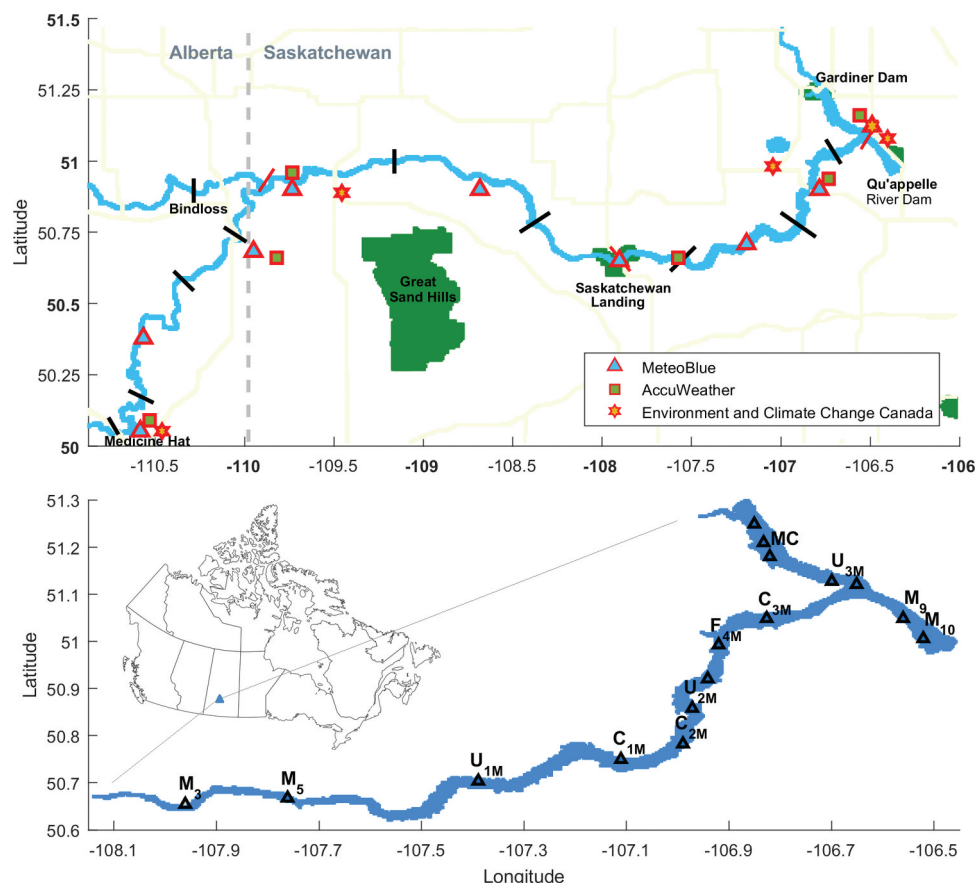 51.5
Alberta
Saskatchewan
Gardiner Dam
51.25
51
Bindloss
Qu'appelle
River Dam
Latitude
50.75
Great
Sand Hills
Saskatchewan
Landing
50.5
MeteoBlue
AccuWeather
Environment and Climate Change Canada
50.25
Medicine Hat
50
-110.5 -110 -109.5 -109 -108.5 -108 -107.5 -107 -106.5 -106
51.3
MC
51.2
U3M
51.1
C3M
M9
F4M
M10
51
Latitude
50.9
U2M
50.8
C2M
C1M
U1M
50.7
M3
M5
50.6
-108.1 -107.9 -107.7 -107.5 -107.3 -107.1 -106.9 -106.7 -106.5
Longitude